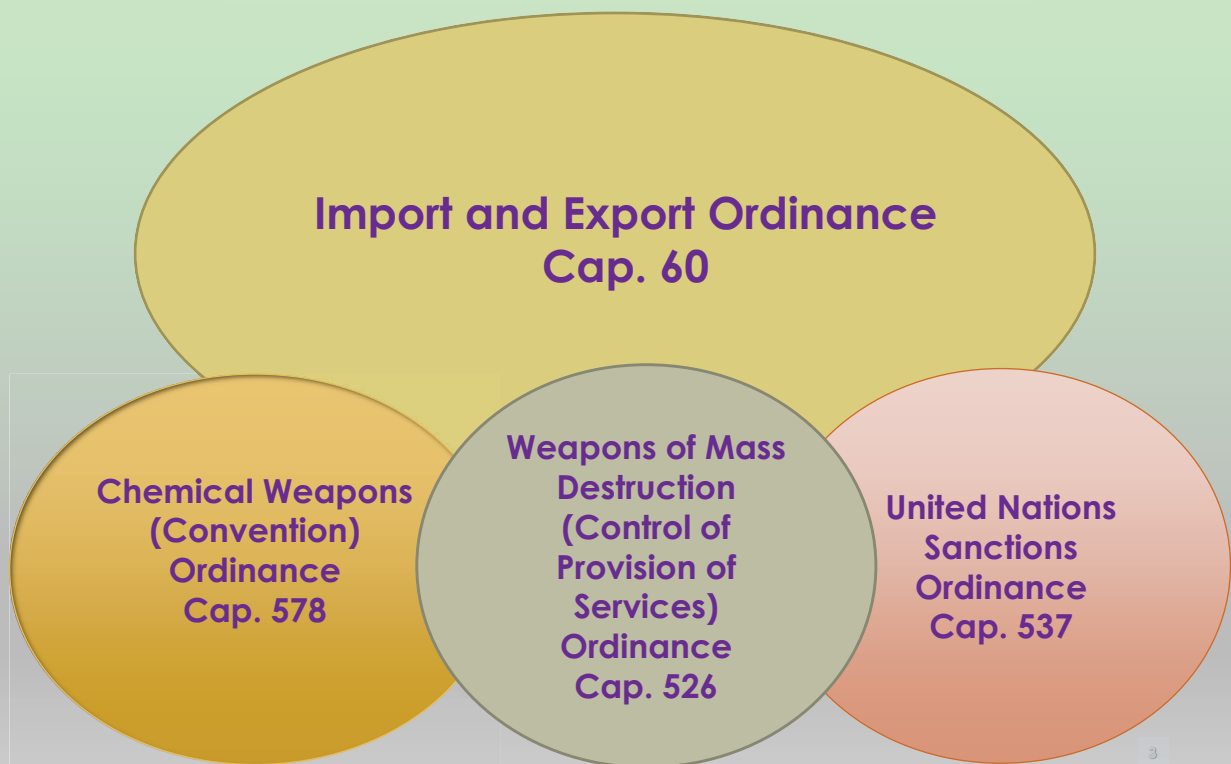 Import and Export Ordinance
Cap. 60
Chemical Weapons
(Convention)
Ordinance
Cap. 578
Weapons of Mass
Destruction
(Control of
Provision of
Services)
Ordinance
Cap. 526
United Nations
Sanctions
Ordinance
Cap. 537
3